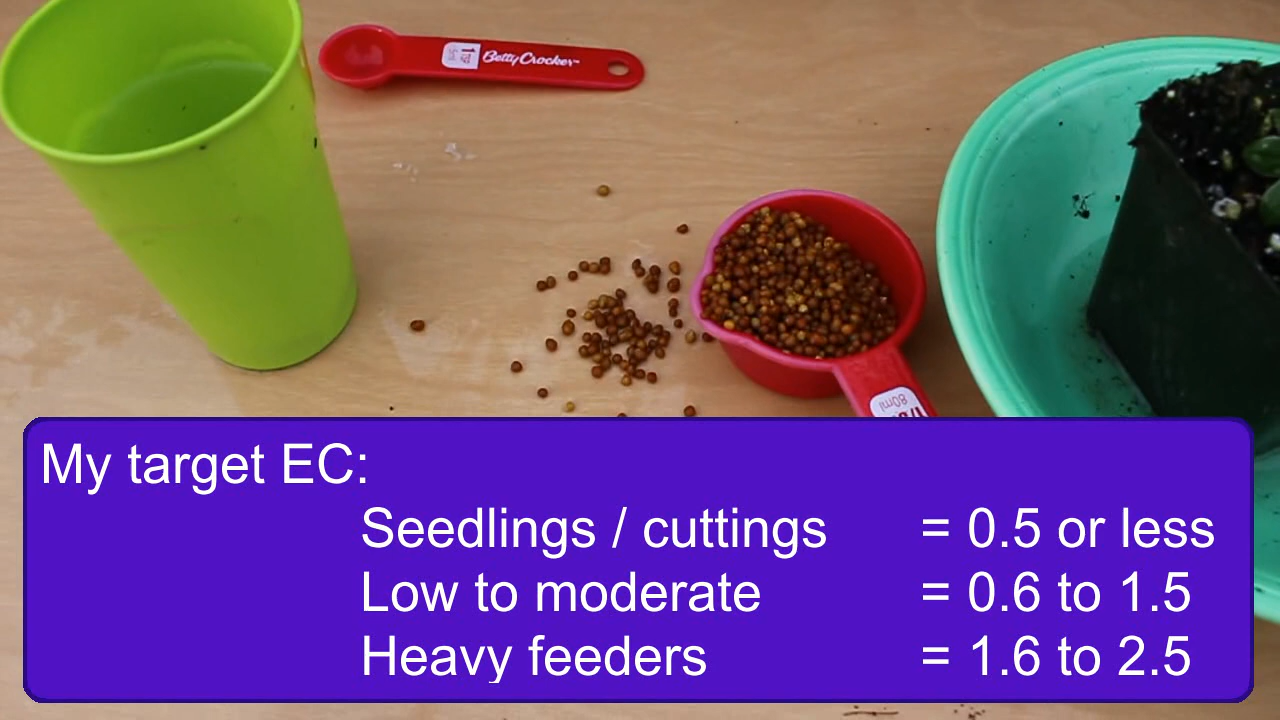 Betty Crocker™
80ml
My target EC:
Seedlings / cuttings = 0.5 or less
Low to moderate = 0.6 to 1.5
Heavy feeders = 1.6 to 2.5